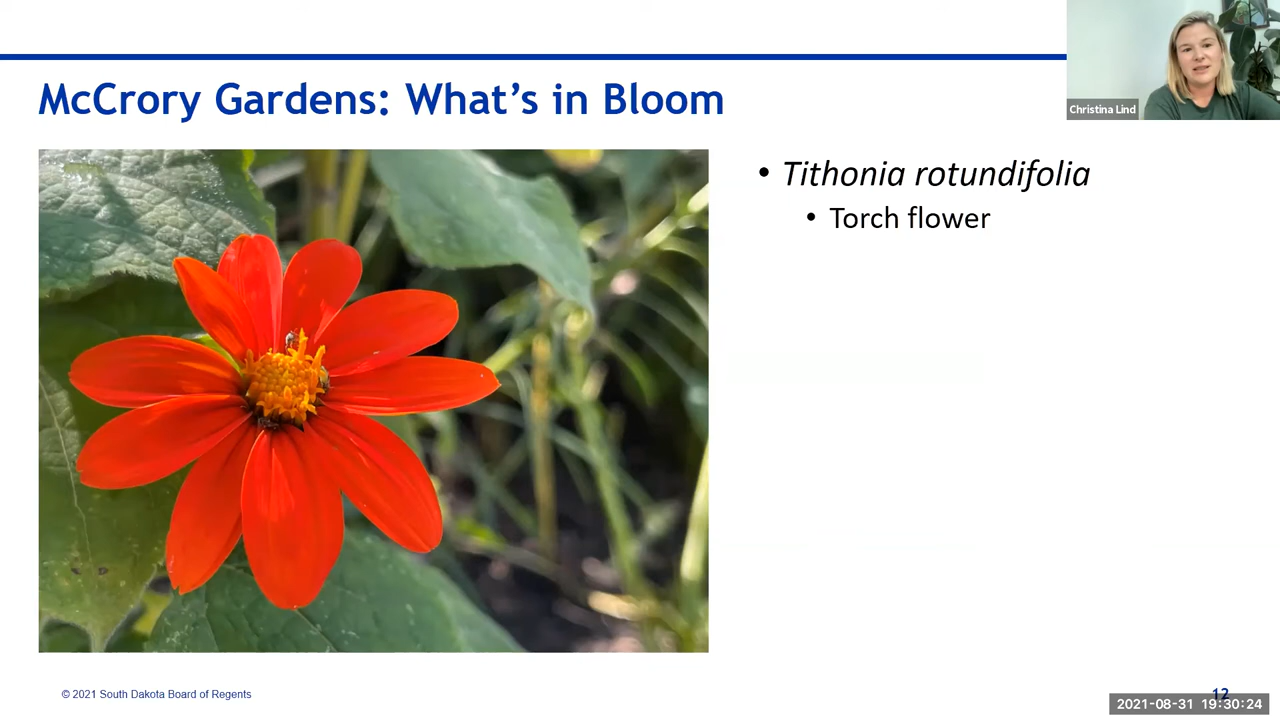 McCrory Gardens: What's in Bloom
Christina Lind
• Tithonia rotundifolia
• Torch flower
© 2021 South Dakota Board of Regents
12
2021-08-31 19:30:24